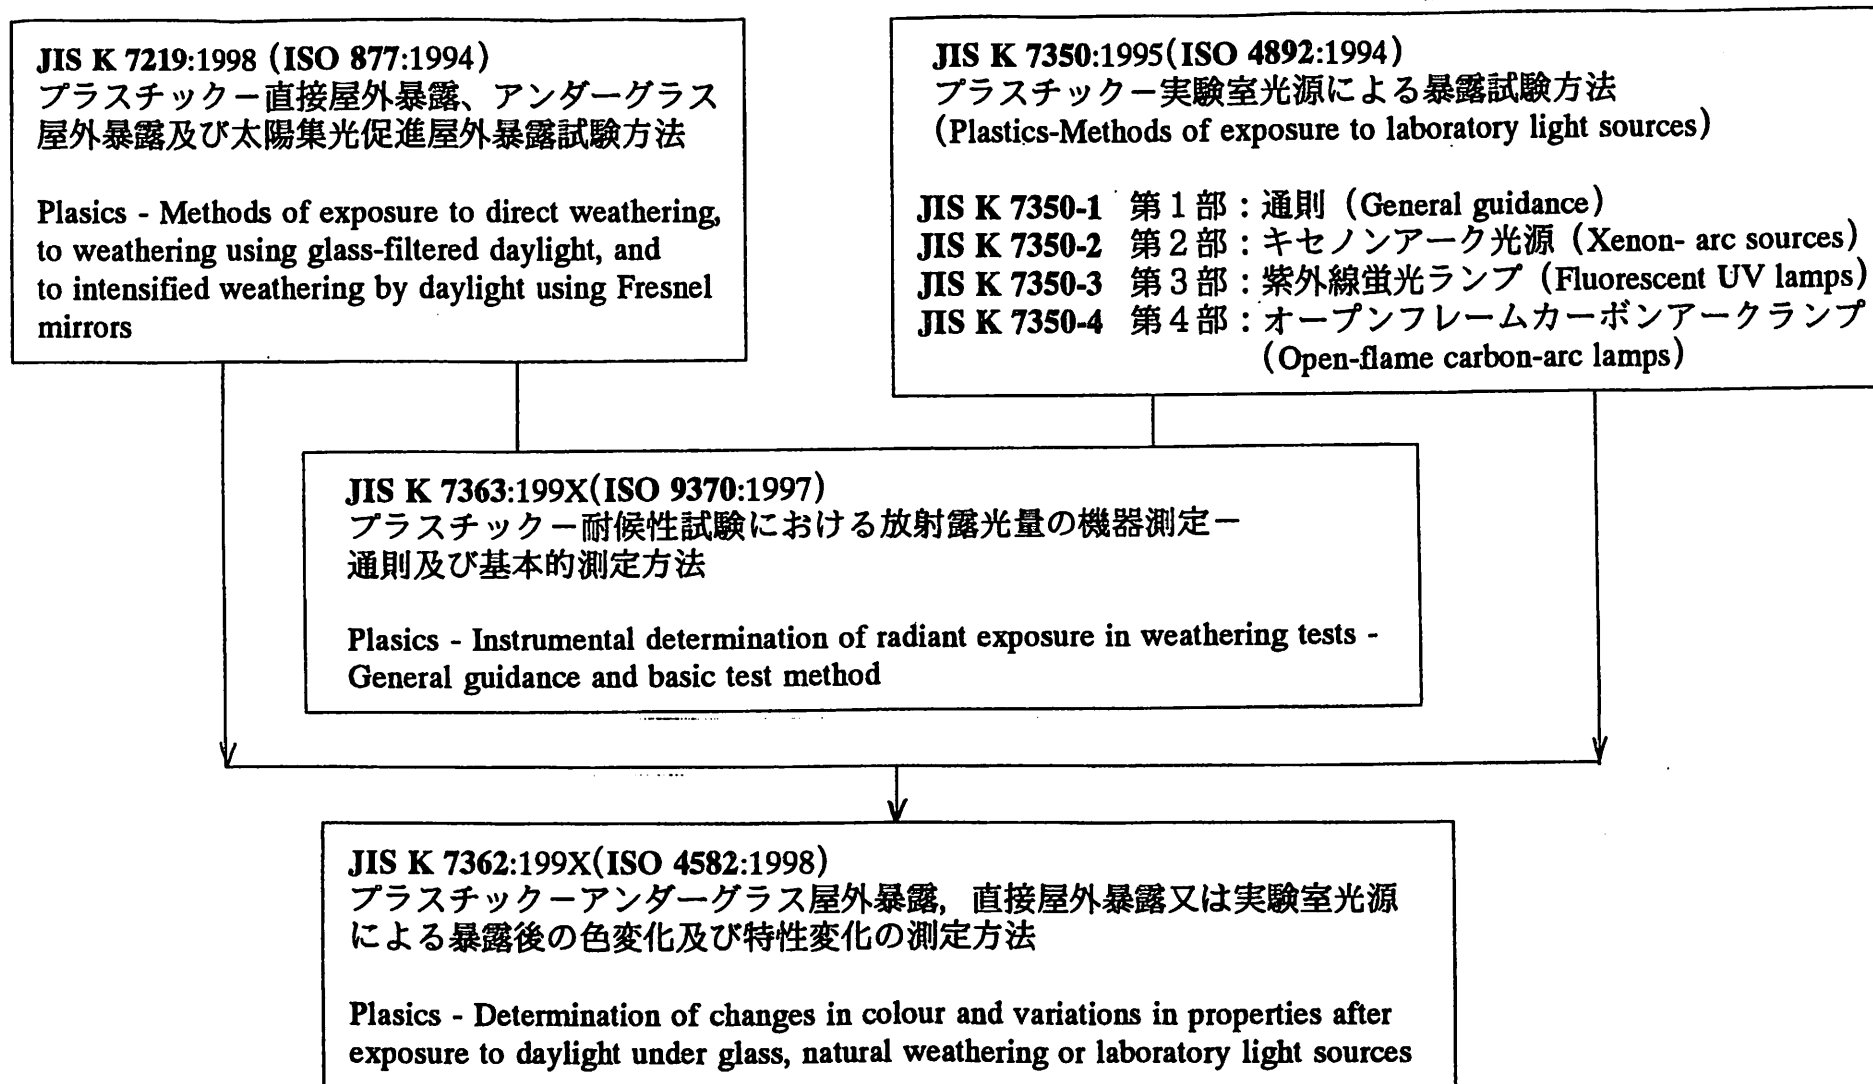 JIS K 7219:1998 (ISO 877:1994)
プラスチックー直接屋外暴露、アンダーグラス
屋外暴露及び太陽集光促進屋外暴露試験方法
Plasics - Methods of exposure to direct weathering,
to weathering using glass-filtered daylight, and
to intensified weathering by daylight using Fresnel
mirrors
JIS K 7350:1995(ISO 4892:1994)
プラスチックー実験室光源による暴露試験方法
(Plastics-Methods of exposure to laboratory light sources)
JIS K 7350-1 第1部:通則 (General guidance)
JIS K 7350-2 第2部:キセノンアーク光源 (Xenon- arc sources)
JIS K 7350-3 第3部:紫外線蛍光ランプ (Fluorescent UV lamps)
JIS K 7350-4 第4部:オープンフレームカーボンアークランプ
(Open-flame carbon-arc lamps)
JIS K 7363:199X(ISO 9370:1997)
プラスチックー耐候性試験における放射露光量の機器測定ー
通則及び基本的測定方法
Plasics - Instrumental determination of radiant exposure in weathering tests -
General guidance and basic test method
JIS K 7362:199X(ISO 4582:1998)
プラスチックーアンダーグラス屋外暴露, 直接屋外暴露又は実験室光源
による暴露後の色変化及び特性変化の測定方法
Plasics - Determination of changes in colour and variations in properties after
exposure to daylight under glass, natural weathering or laboratory light sources